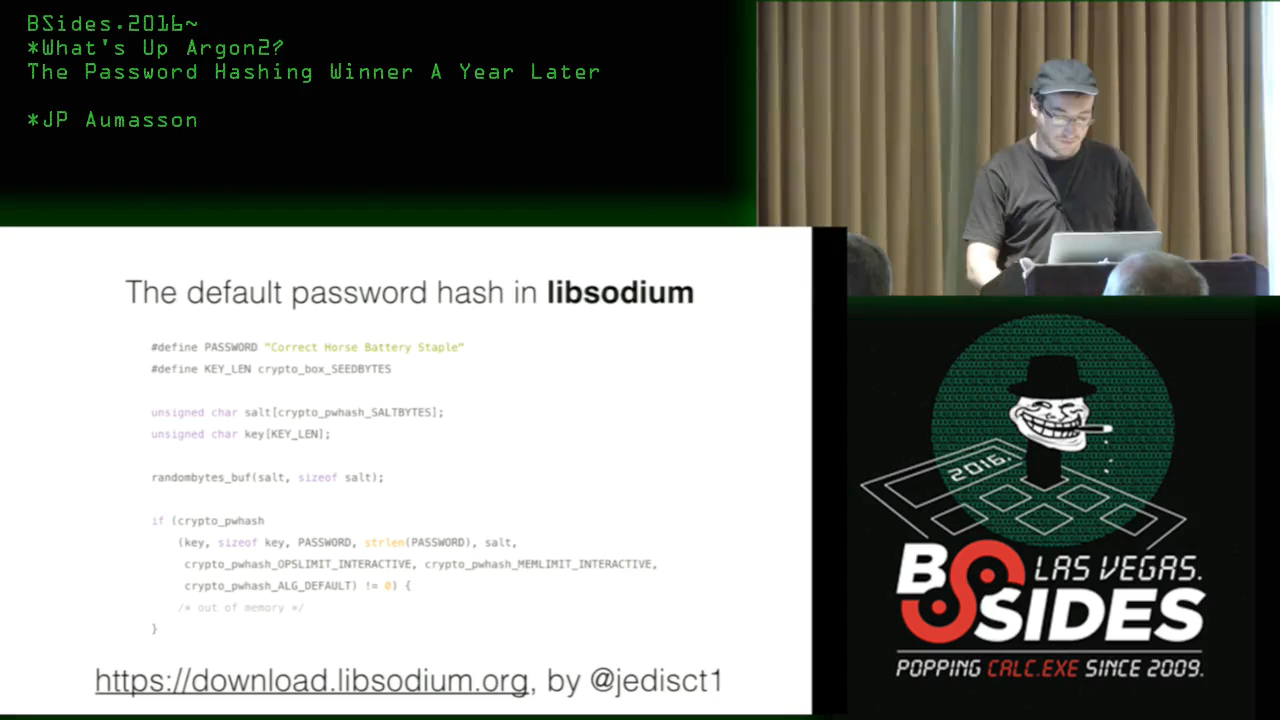 BSides.2016~
*What's Up Argon2?
The Password Hashing Winner A Year Later
*JP Aumasson
The default password hash in libsodium
#define PASSWORD "Correct Horse Battery Staple"
#define KEY_LEN crypto_box_SEEDBYTES
unsigned char salt[crypto_pwhash_SALTBYTES];
unsigned char key[KEY_LEN];
randombytes_buf(salt, sizeof salt);
if (crypto_pwhash
(key, sizeof key, PASSWORD, strlen(PASSWORD), salt,
crypto_pwhash_OPSLIMIT_INTERACTIVE, crypto_pwhash_MEMLIMIT_INTERACTIVE,
crypto_pwhash_ALG_DEFAULT) != 0) {
/* out of memory */
}
https://download.libsodium.org, by @jedisct1
2016.
BSIDES
LAS VEGAS.
POPPING CALC.EXE SINCE 2009.